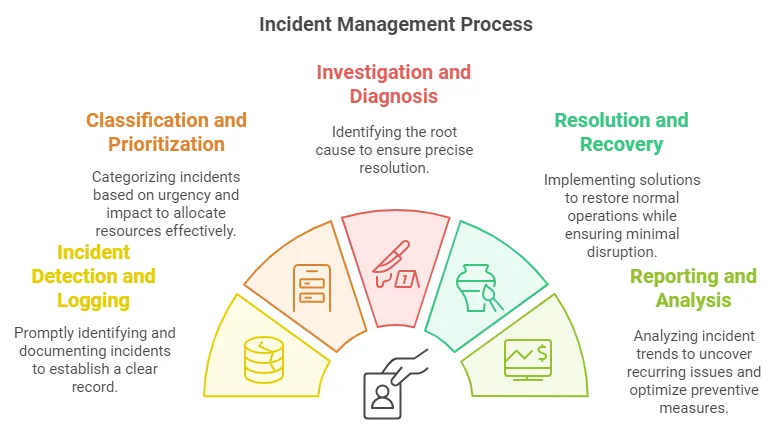 Incident Management Process
Incident
Detection and
Logging
Promptly identifying and
documenting incidents
to establish a clear
record.
Classification and
Prioritization
Categorizing incidents
based on urgency and
impact to allocate
resources effectively.
Investigation and
Diagnosis
Identifying the root
cause to ensure precise
resolution.
Resolution and
Recovery
Implementing solutions
to restore normal
operations while
ensuring minimal
disruption.
Reporting and
Analysis
Analyzing incident
trends to uncover
recurring issues and
optimize preventive
measures.
1
$